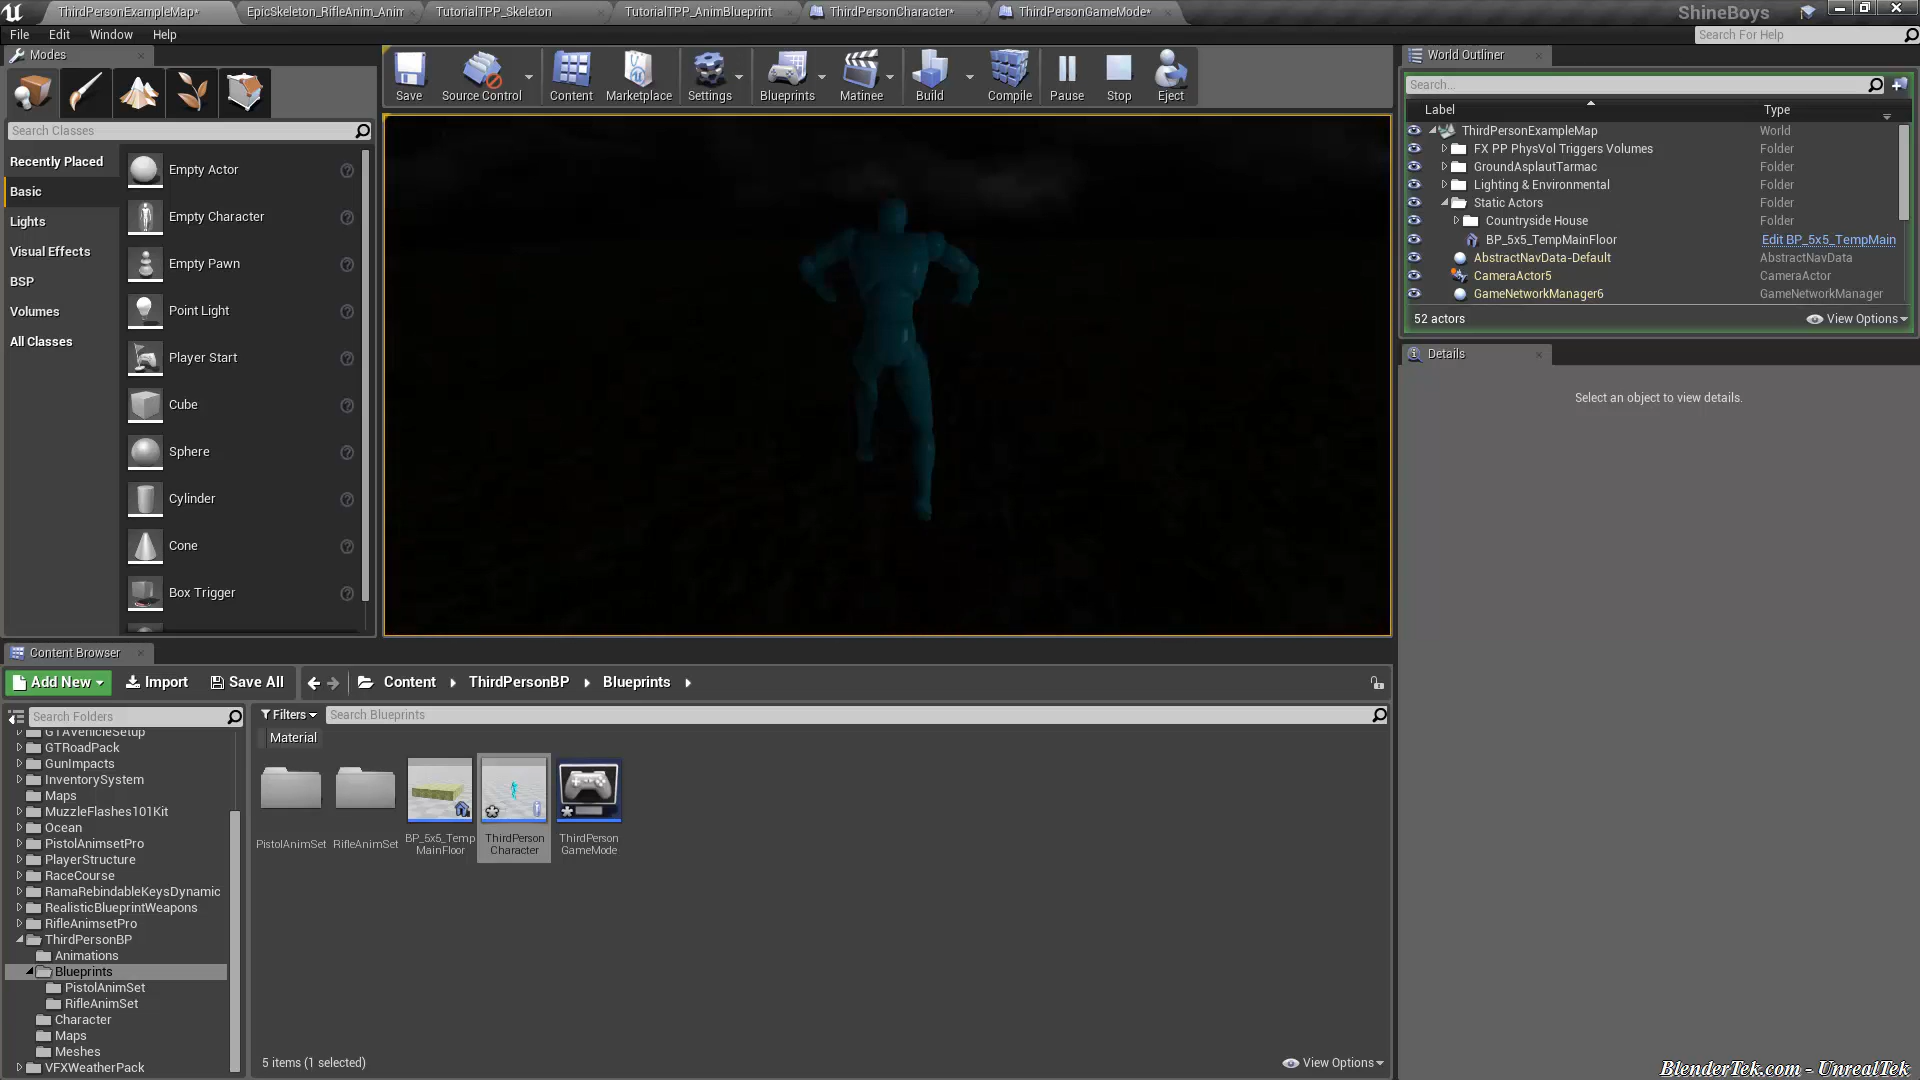 ThirdPersonExampleMap*
EpicSkeleton_RifleAnim_Anim
TutorialTPP_Skeleton
TutorialTPP_AnimBlueprint
ThirdPersonCharacter*
ThirdPersonGameMode*
ShineBoys
File Edit Window Help
Search For Help
Modes
Search Classes
Recently Placed
Basic
Lights
Visual Effects
BSP
Volumes
All Classes
Empty Actor
Empty Character
Empty Pawn
Point Light
Player Start
Cube
Sphere
Cylinder
Cone
Box Trigger
Save
Source Control
Content
Marketplace
Settings
Blueprints
Matinee
Build
Compile
Pause
Stop
Eject
World Outliner
Search...
Label Type
ThirdPersonExampleMap World
FX PP PhysVol Triggers Volumes Folder
GroundAsplautTarmac Folder
Lighting & Environmental Folder
Static Actors Folder
Countryside House Folder
BP_5x5_TempMainFloor Edit BP_5x5_TempMain
AbstractNavData-Default AbstractNavData
CameraActor5 CameraActor
GameNetworkManager6 GameNetworkManager
52 actors View Options
Details
Select an object to view details.
Content Browser
Add New Import Save All Content ThirdPersonBP Blueprints
Search Folders
GTAVehicleSetup
GTRoadPack
GunImpacts
InventorySystem
Maps
MuzzleFlashes101Kit
Ocean
PistolAnimsetPro
PlayerStructure
RaceCourse
RamaRebindableKeysDynamic
RealisticBlueprintWeapons
RifleAnimsetPro
ThirdPersonBP
Animations
Blueprints
PistolAnimSet
RifleAnimSet
Character
Maps
Meshes
VFXWeatherPack
Filters Search Blueprints
Material
PistolAnimSet
RifleAnimSet
BP_5x5_Temp
MainFloor
ThirdPerson
Character
ThirdPerson
GameMode
5 items (1 selected)
View Options
BlenderTek.com - UnrealTek